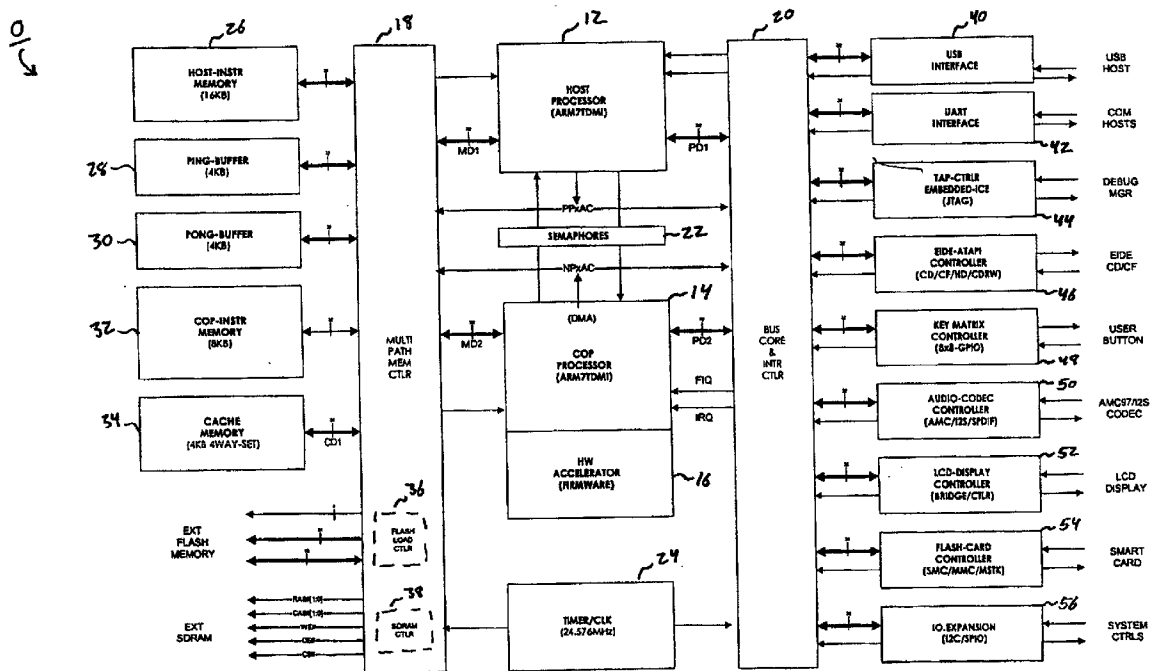 10
26
HOST-INSTR
MEMORY
(16KB)
28
PING-BUFFER
(4KB)
30
PONG-BUFFER
(4KB)
32
COP-INSTR
MEMORY
(8KB)
34
CACHE
MEMORY
(4KB 4WAY-SET)
CD1
EXT
FLASH
MEMORY
EXT
SDRAM
CKE
18
MULTI
PATH
MEM
CTLR
36
FLASH
LOAD
CTLR
38
SDRAM
CTLR
12
HOST
PROCESSOR
(ARM7TDMI)
MD1
PD1
PPxAC
SEMAPHORES
22
NPxAC
14
(DMA)
COP
PROCESSOR
(ARM7TDMI)
MD2
PD2
FIQ
IRQ
HW
ACCELERATOR
(FIRMWARE)
16
24
TIMER/CLK
(24.576MHz)
20
BUS
CORE
&
INTR
CTLR
40
USB
INTERFACE
USB
HOST
UART
INTERFACE
42
COM
HOSTS
TAP-CTRLR
EMBEDDED-ICE
(JTAG)
44
DEBUG
MGR
EIDE-ATAPI
CONTROLLER
(CD/CF/HD/CDRW)
46
EIDE
CD/CF
KEY MATRIX
CONTROLLER
(8x8-GPIO)
48
USER
BUTTON
50
AUDIO-CODEC
CONTROLLER
(AMC/I2S/SPDIF)
AMC97/I2S
CODEC
52
LCD-DISPLAY
CONTROLLER
(BRIDGE/CTLR)
LCD
DISPLAY
54
FLASH-CARD
CONTROLLER
(SMC/MMC/MSTK)
SMART
CARD
56
IO.EXPANSION
(I2C/SPIO)
SYSTEM
CTRLS